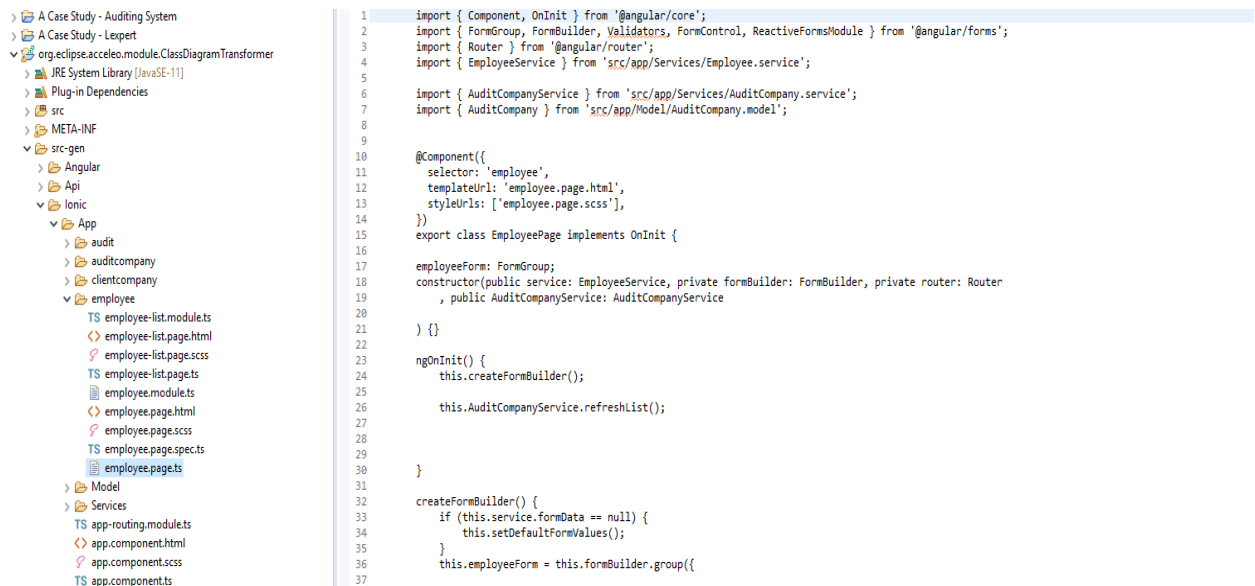 A Case Study - Auditing System
A Case Study - Lexpert
org.eclipse.acceleo.module.ClassDiagramTransformer
JRE System Library [JavaSE-11]
Plug-in Dependencies
src
META-INF
src-gen
Angular
Api
Ionic
App
audit
auditcompany
clientcompany
employee
TS employee-list.module.ts
employee-list.page.html
employee-list.page.scss
TS employee-list.page.ts
employee.module.ts
employee.page.html
employee.page.scss
TS employee.page.spec.ts
employee.page.ts
Model
Services
TS app-routing.module.ts
app.component.html
app.component.scss
TS app.component.ts
1 import { Component, OnInit } from '@angular/core';
2 import { FormGroup, FormBuilder, Validators, FormControl, ReactiveFormsModule } from '@angular/forms';
3 import { Router } from '@angular/router';
4 import { EmployeeService } from 'src/app/Services/Employee.service';
5
6 import { AuditCompanyService } from 'src/app/Services/AuditCompany.service';
7 import { AuditCompany } from 'src/app/Model/AuditCompany.model';
8
9
10 @Component({
11 selector: 'employee',
12 templateUrl: 'employee.page.html',
13 styleUrls: ['employee.page.scss'],
14 })
15 export class EmployeePage implements OnInit {
16
17 employeeForm: FormGroup;
18 constructor(public service: EmployeeService, private formBuilder: FormBuilder, private router: Router
19 , public AuditCompanyService: AuditCompanyService
20
21 ) {}
22
23 ngOnInit() {
24 this.createFormBuilder();
25
26 this.AuditCompanyService.refreshList();
27
28
29
30 }
31
32 createFormBuilder() {
33 if (this.service.formData == null) {
34 this.setDefaultFormValues();
35 }
36 this.employeeForm = this.formBuilder.group({
37